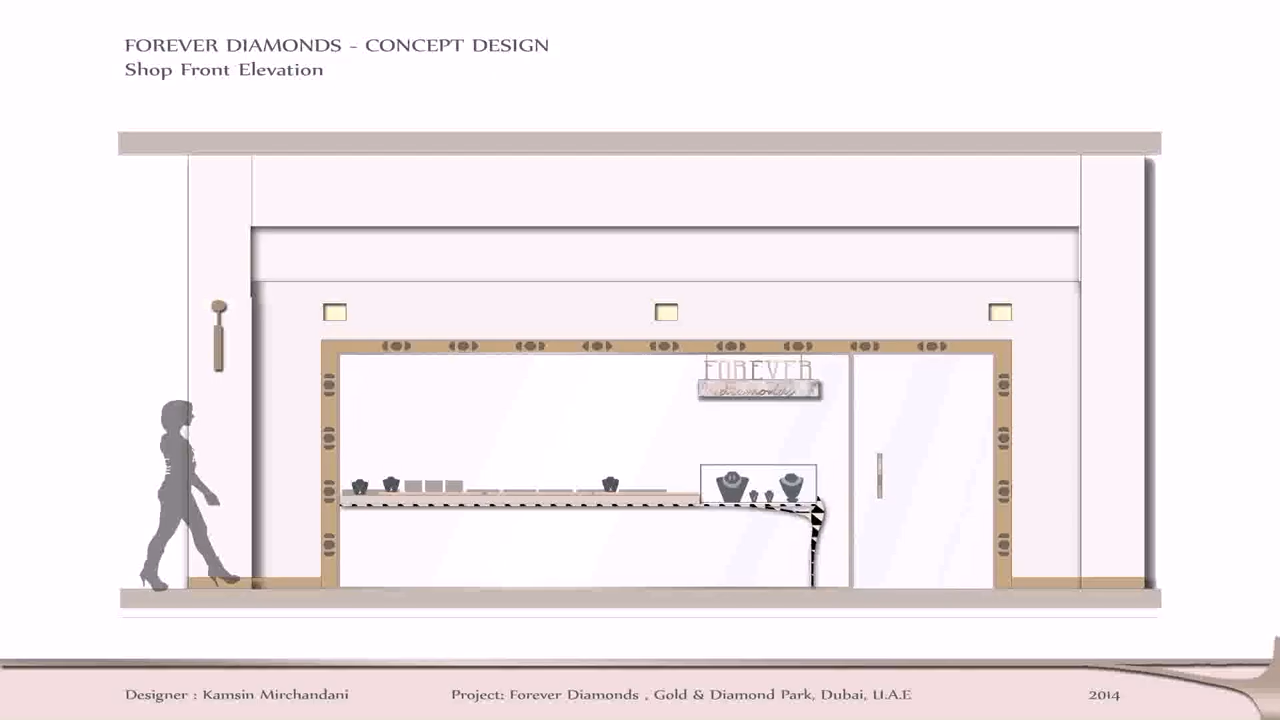 FOREVER DIAMONDS - CONCEPT DESIGN
Shop Front Elevation
FOREVER
diamonds
Designer : Kamsin Mirchandani
Project: Forever Diamonds , Gold & Diamond Park, Dubai, U.A.E
2014